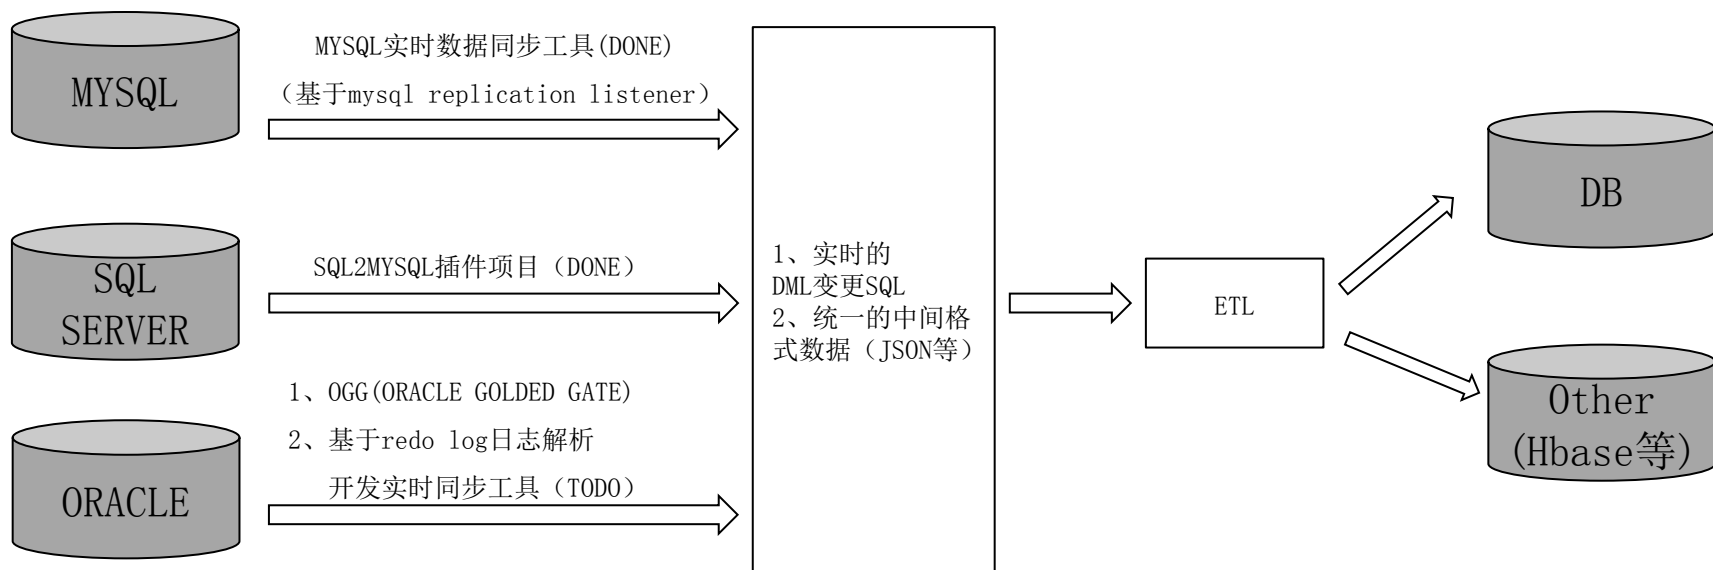 MYSQL
MYSQL实时数据同步工具(DONE)
（基于mysql replication listener）
SQL
SERVER
SQL2MYSQL插件项目（DONE）
ORACLE
1、OGG(ORACLE GOLDED GATE)
2、基于redo log日志解析
开发实时同步工具（TODO）
1、实时的
DML变更SQL
2、统一的中间格
式数据（JSON等）
ETL
DB
Other
(Hbase等)